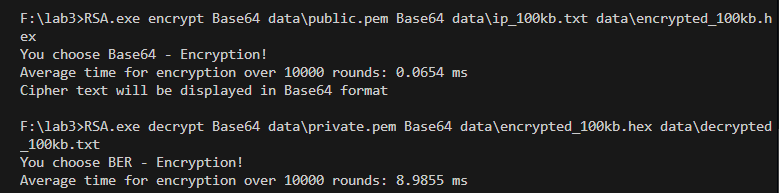 F:\lab3>RSA.exe encrypt Base64 data\public.pem Base64 data\ip_100kb.txt data\encrypted_100kb.h
ex
You choose Base64 - Encryption!
Average time for encryption over 10000 rounds: 0.0654 ms
Cipher text will be displayed in Base64 format
F:\lab3>RSA.exe decrypt Base64 data\private.pem Base64 data\encrypted_100kb.hex data\decrypted
_100kb.txt
You choose BER - Encryption!
Average time for encryption over 10000 rounds: 8.9855 ms